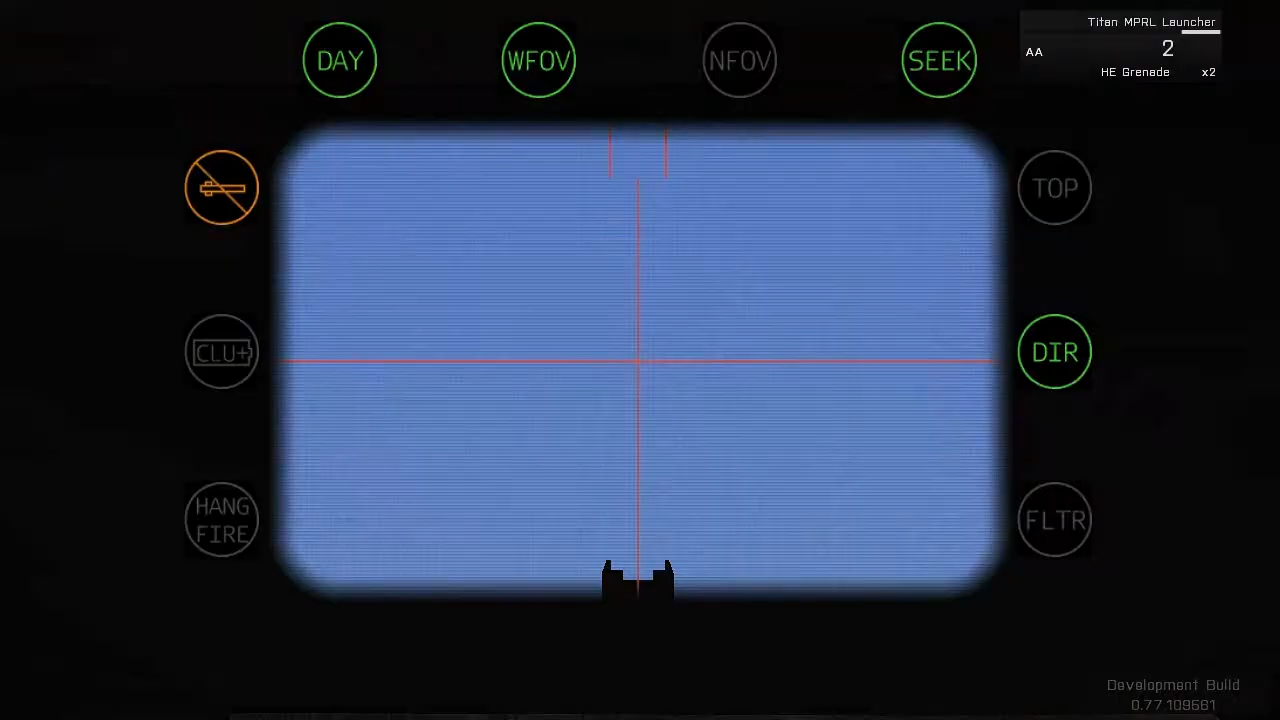 DAY
WFOV
NFOV
SEEK
Titan MPRL Launcher
AA
2
HE Grenade x2
TOP
CLU+
DIR
HANG
FIRE
FLTR
Development Build
0.77.109581